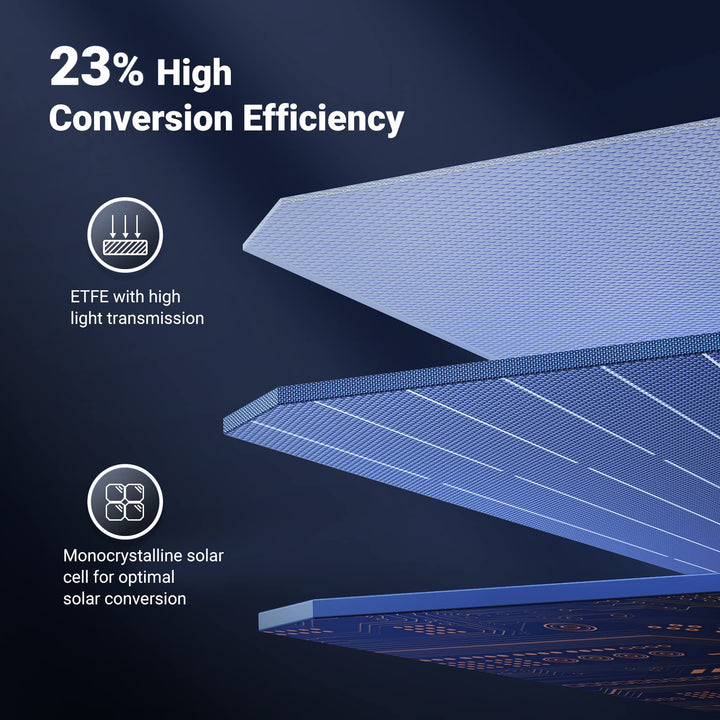 23% High
Conversion Efficiency
ETFE with high
light transmission
Monocrystalline solar
cell for optimal
solar conversion